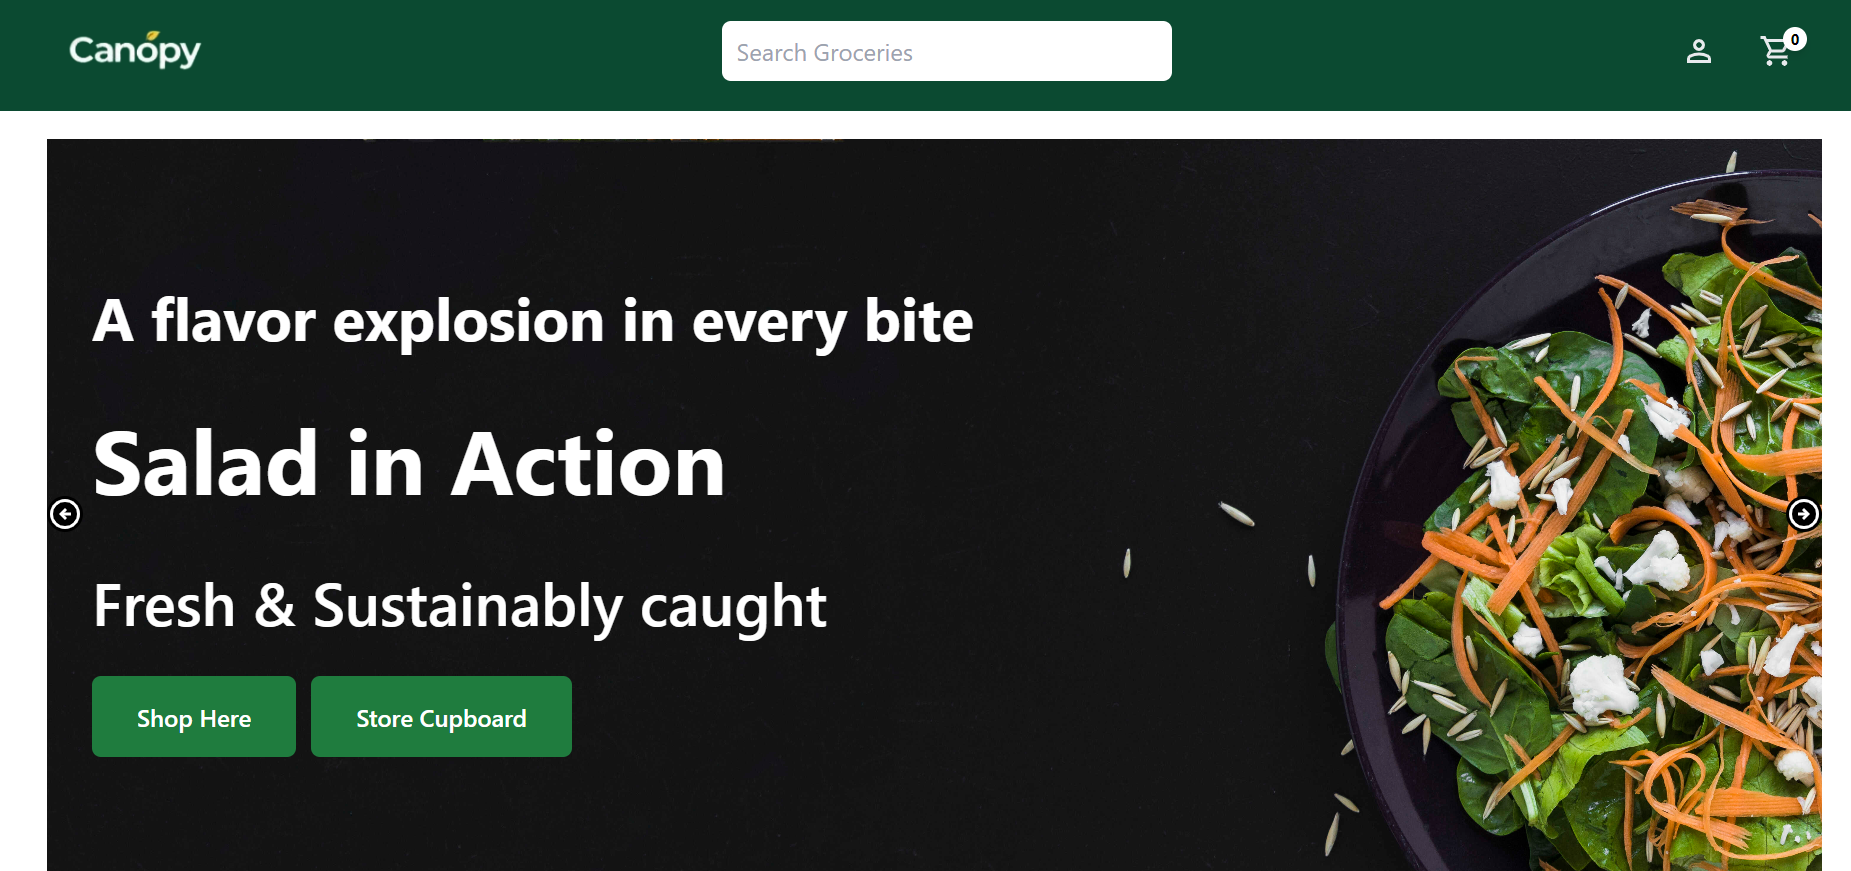 Canopy
Search Groceries
0
A flavor explosion in every bite
Salad in Action
Fresh & Sustainably caught
Shop Here
Store Cupboard